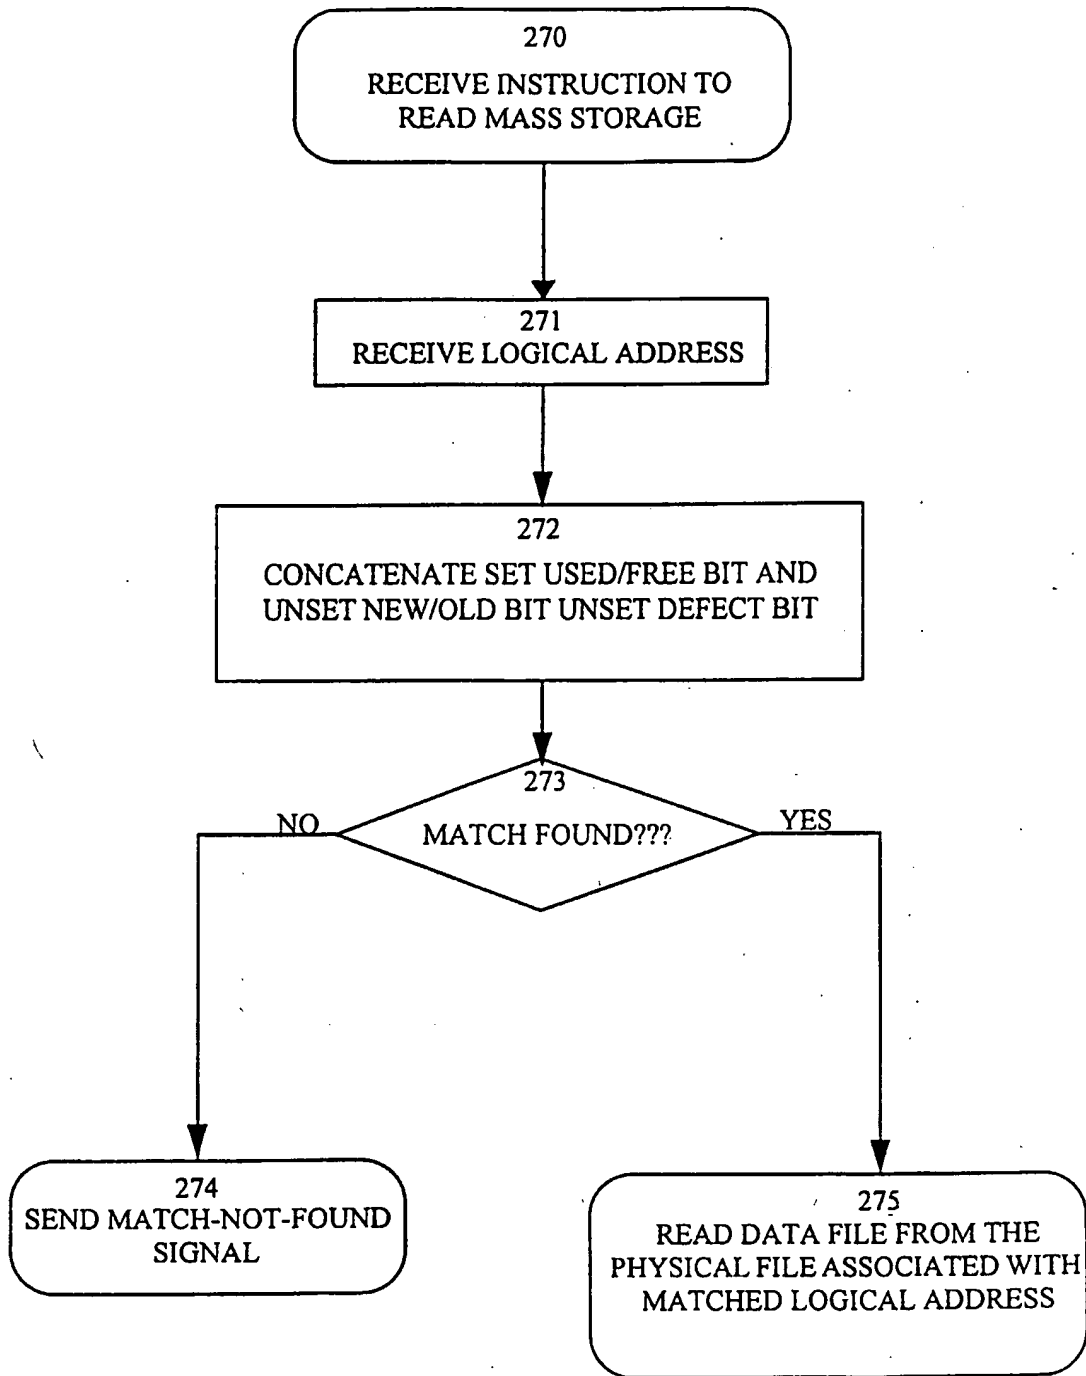 270
RECEIVE INSTRUCTION TO
READ MASS STORAGE
271
RECEIVE LOGICAL ADDRESS
272
CONCATENATE SET USED/FREE BIT AND
UNSET NEW/OLD BIT UNSET DEFECT BIT
273
MATCH FOUND???
NO
YES
274
SEND MATCH-NOT-FOUND
SIGNAL
275
READ DATA FILE FROM THE
PHYSICAL FILE ASSOCIATED WITH
MATCHED LOGICAL ADDRESS